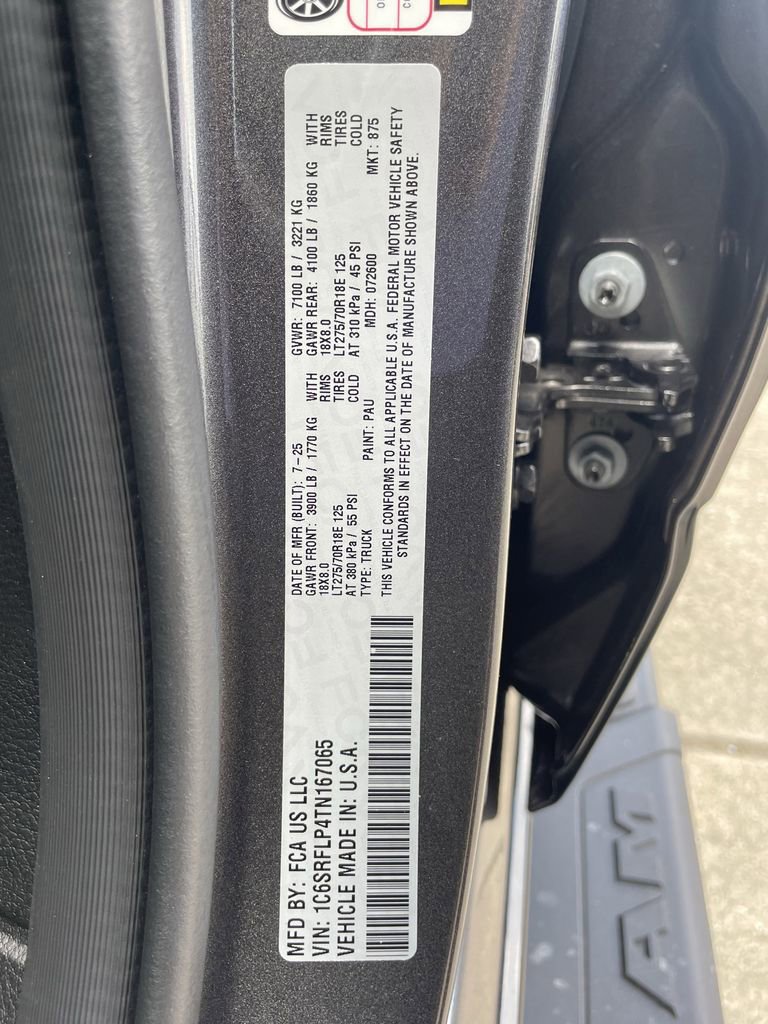 MFD BY: FCA US LLC
VIN: 1C6SRFLP4TN167065
VEHICLE MADE IN: U.S.A.
DATE OF MFR (BUILT): 7-25 GVWR: 7100 LB / 3221 KG
GAWR FRONT: 3900 LB / 1770 KG WITH GAWR REAR: 4100 LB / 1860 KG WITH
18X8.0 RIMS 18X8.0 RIMS
LT275/70R18E 125 TIRES LT275/70R18E 125 TIRES
AT 380 kPa / 55 PSI COLD AT 310 kPa / 45 PSI COLD
TYPE: TRUCK PAINT: PAU MDH: 072600 MKT: 875
THIS VEHICLE CONFORMS TO ALL APPLICABLE U.S.A. FEDERAL MOTOR VEHICLE SAFETY
STANDARDS IN EFFECT ON THE DATE OF MANUFACTURE SHOWN ABOVE.
AM